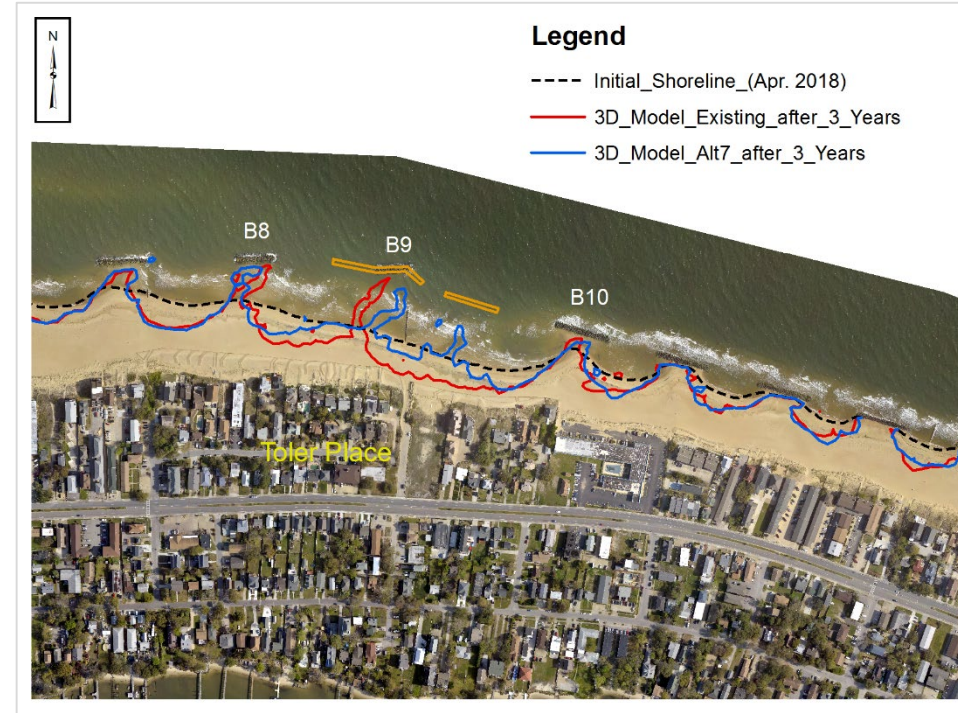 N
Legend
Initial_Shoreline_(Apr. 2018)
3D_Model_Existing_after_3_Years
3D_Model_Alt7_after_3_Years
B8
B9
B10
Toler Place